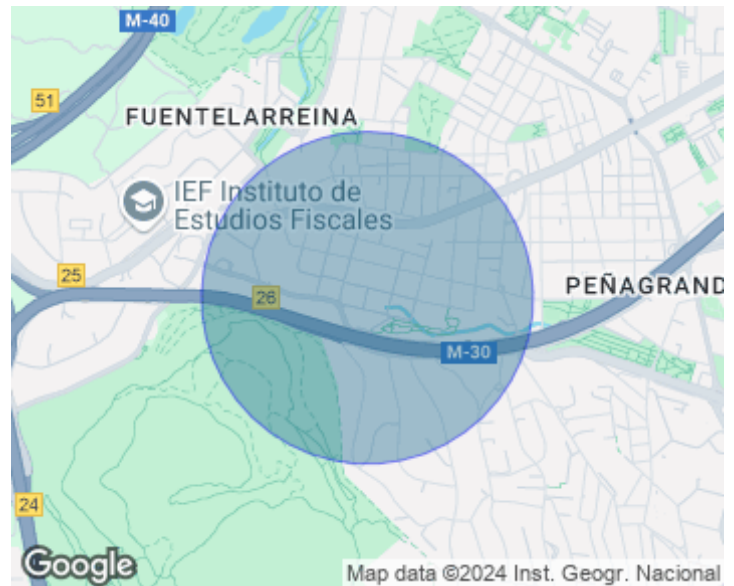 M-40
51
FUENTELARREINA
IEF Instituto de
Estudios Fiscales
25
26
PEÑAGRAND
M-30
24
Google
Map data ©2024 Inst. Geogr. Nacional